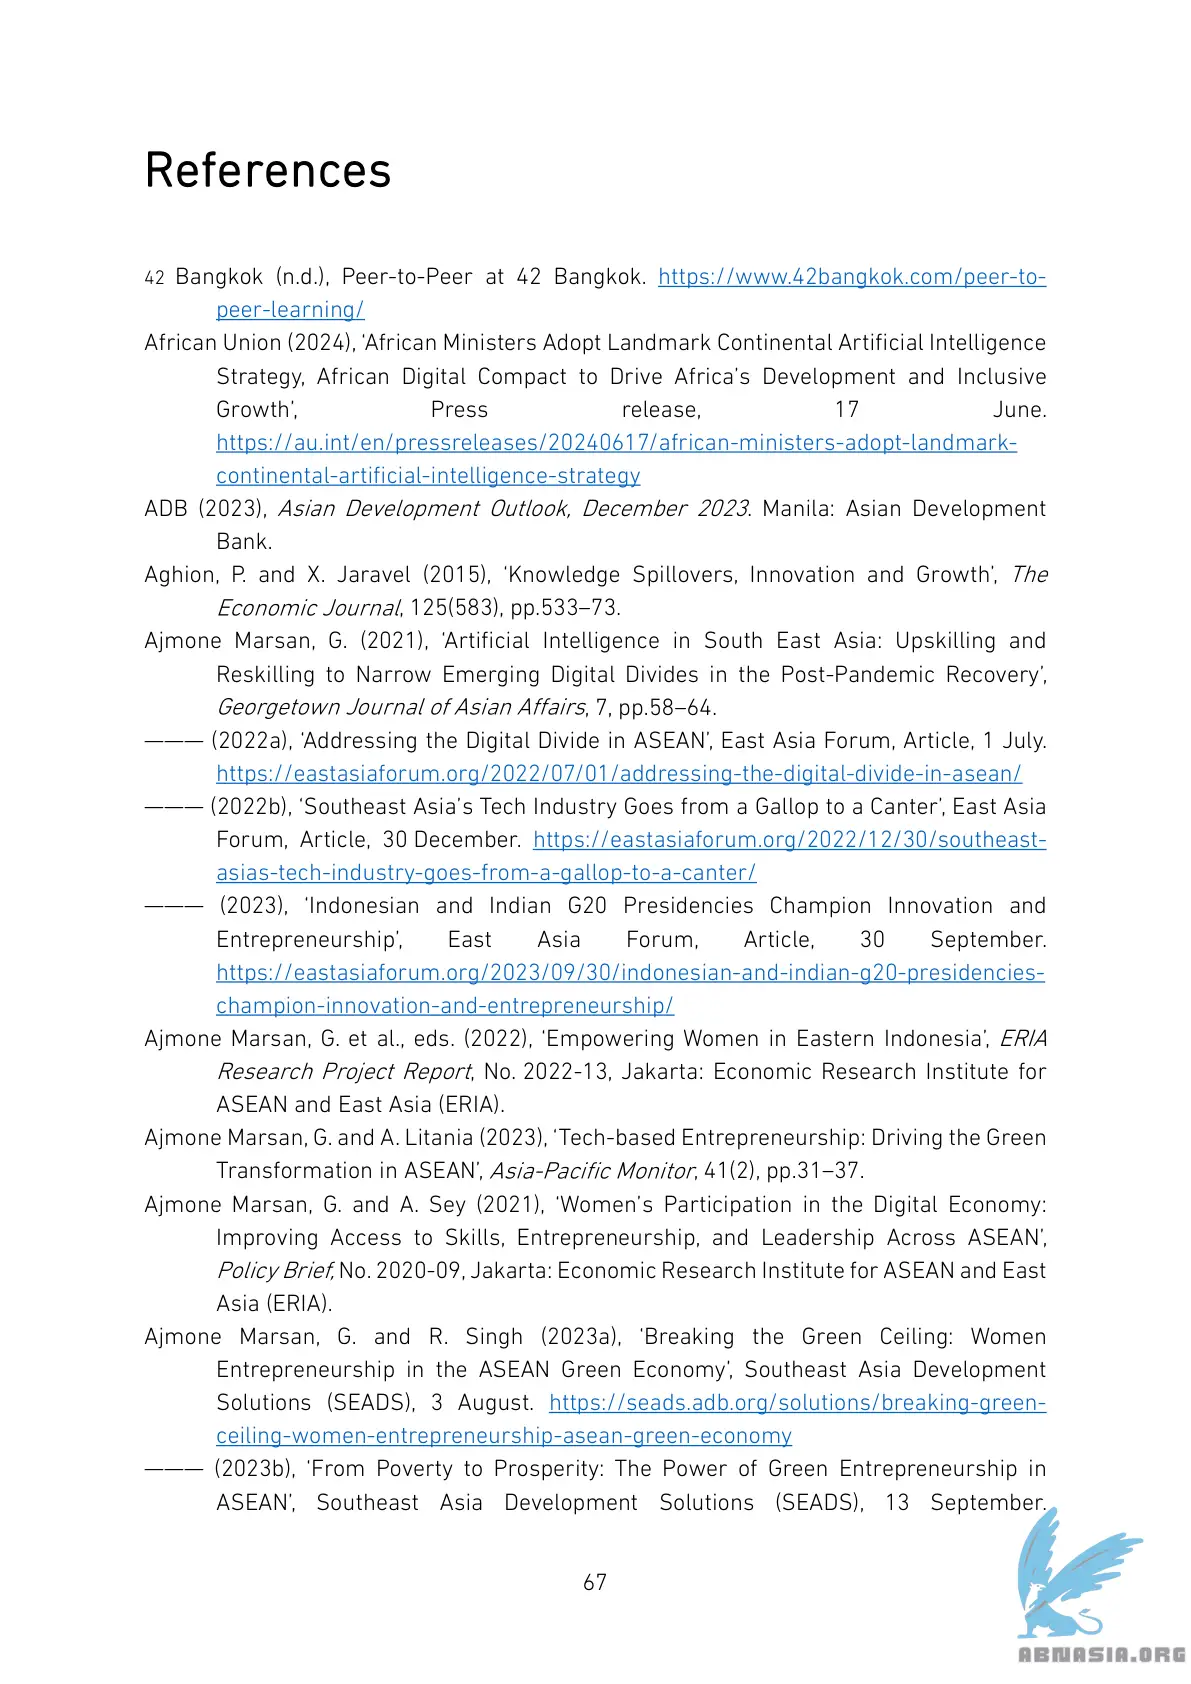 References
42 Bangkok (n.d.), Peer-to-Peer at 42 Bangkok. https://www.42bangkok.com/peer-to-
peer-learning/
African Union (2024), ‘African Ministers Adopt Landmark Continental Artificial Intelligence
Strategy, African Digital Compact to Drive Africa’s Development and Inclusive
Growth’, Press release, 17 June.
https://au.int/en/pressreleases/20240617/african-ministers-adopt-landmark-
continental-artificial-intelligence-strategy
ADB (2023), Asian Development Outlook, December 2023. Manila: Asian Development
Bank.
Aghion, P. and X. Jaravel (2015), ‘Knowledge Spillovers, Innovation and Growth’, The
Economic Journal, 125(583), pp.533–73.
Ajmone Marsan, G. (2021), ‘Artificial Intelligence in South East Asia: Upskilling and
Reskilling to Narrow Emerging Digital Divides in the Post-Pandemic Recovery’,
Georgetown Journal of Asian Affairs, 7, pp.58–64.
——— (2022a), ‘Addressing the Digital Divide in ASEAN’, East Asia Forum, Article, 1 July.
https://eastasiaforum.org/2022/07/01/addressing-the-digital-divide-in-asean/
——— (2022b), ‘Southeast Asia’s Tech Industry Goes from a Gallop to a Canter’, East Asia
Forum, Article, 30 December. https://eastasiaforum.org/2022/12/30/southeast-
asias-tech-industry-goes-from-a-gallop-to-a-canter/
——— (2023), ‘Indonesian and Indian G20 Presidencies Champion Innovation and
Entrepreneurship’, East Asia Forum, Article, 30 September.
https://eastasiaforum.org/2023/09/30/indonesian-and-indian-g20-presidencies-
champion-innovation-and-entrepreneurship/
Ajmone Marsan, G. et al., eds. (2022), ‘Empowering Women in Eastern Indonesia’, ERIA
Research Project Report, No. 2022-13, Jakarta: Economic Research Institute for
ASEAN and East Asia (ERIA).
Ajmone Marsan, G. and A. Litania (2023), ‘Tech-based Entrepreneurship: Driving the Green
Transformation in ASEAN’, Asia-Pacific Monitor, 41(2), pp.31–37.
Ajmone Marsan, G. and A. Sey (2021), ‘Women’s Participation in the Digital Economy:
Improving Access to Skills, Entrepreneurship, and Leadership Across ASEAN’,
Policy Brief, No. 2020-09, Jakarta: Economic Research Institute for ASEAN and East
Asia (ERIA).
Ajmone Marsan, G. and R. Singh (2023a), ‘Breaking the Green Ceiling: Women
Entrepreneurship in the ASEAN Green Economy’, Southeast Asia Development
Solutions (SEADS), 3 August. https://seads.adb.org/solutions/breaking-green-
ceiling-women-entrepreneurship-asean-green-economy
——— (2023b), ‘From Poverty to Prosperity: The Power of Green Entrepreneurship in
ASEAN’, Southeast Asia Development Solutions (SEADS), 13 September.
67
ABNASIA.ORG